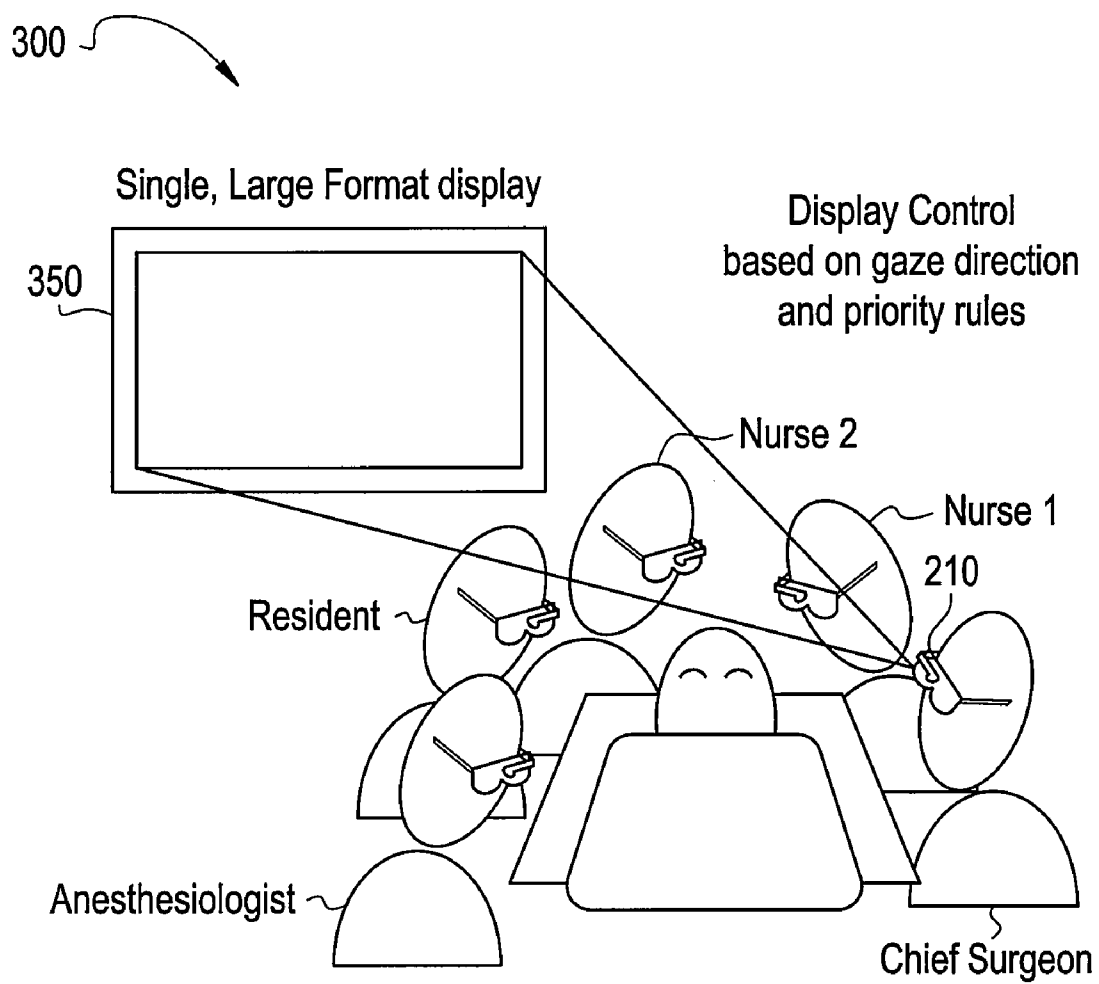 300
Single, Large Format display
Display Control
based on gaze direction
and priority rules
350
Nurse 2
Nurse 1
210
Resident
Anesthesiologist
Chief Surgeon